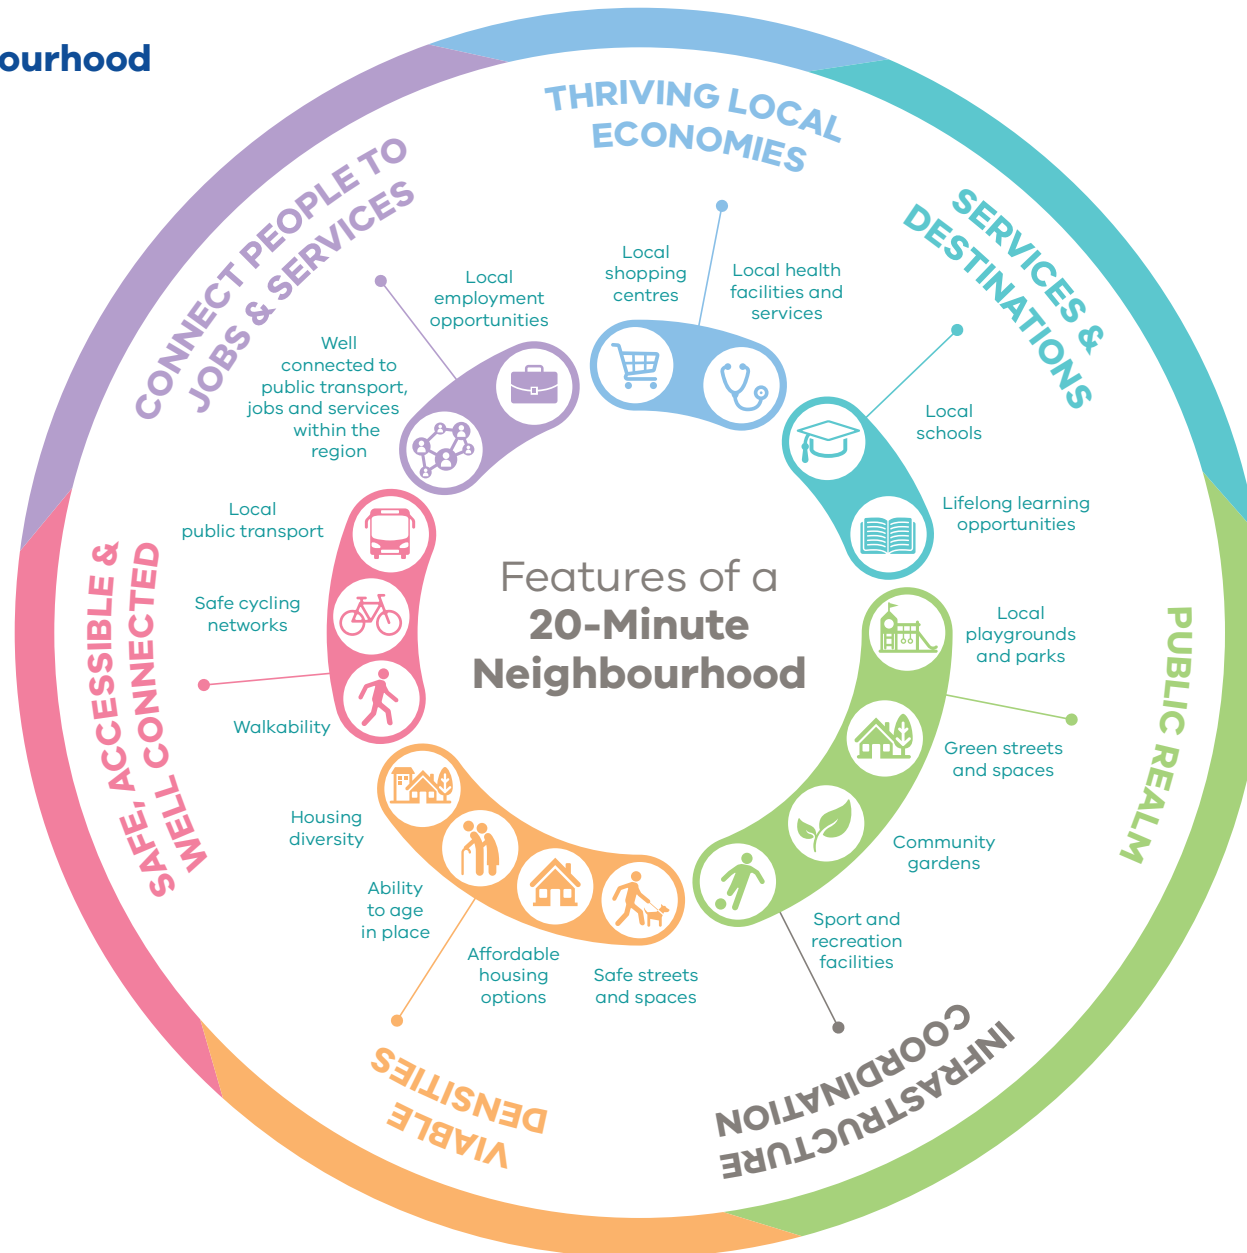 ourhood
THRIVING LOCAL
ECONOMIES
SERVICES &
DESTINATIONS
PUBLIC REALM
INFRASTRUCTURE
COORDINATION
VIABLE
DENSITIES
SAFE, ACCESSIBLE &
WELL CONNECTED
CONNECT PEOPLE TO
JOBS & SERVICES
Local
shopping
centres
Local health
facilities and
services
Local
schools
Lifelong learning
opportunities
Local
playgrounds
and parks
Green streets
and spaces
Community
gardens
Sport and
recreation
facilities
Safe streets
and spaces
Affordable
housing
options
Ability
to age
in place
Housing
diversity
Walkability
Safe cycling
networks
Local
public transport
Well
connected to
public transport,
jobs and services
within the
region
Local
employment
opportunities
Features of a
20-Minute
Neighbourhood